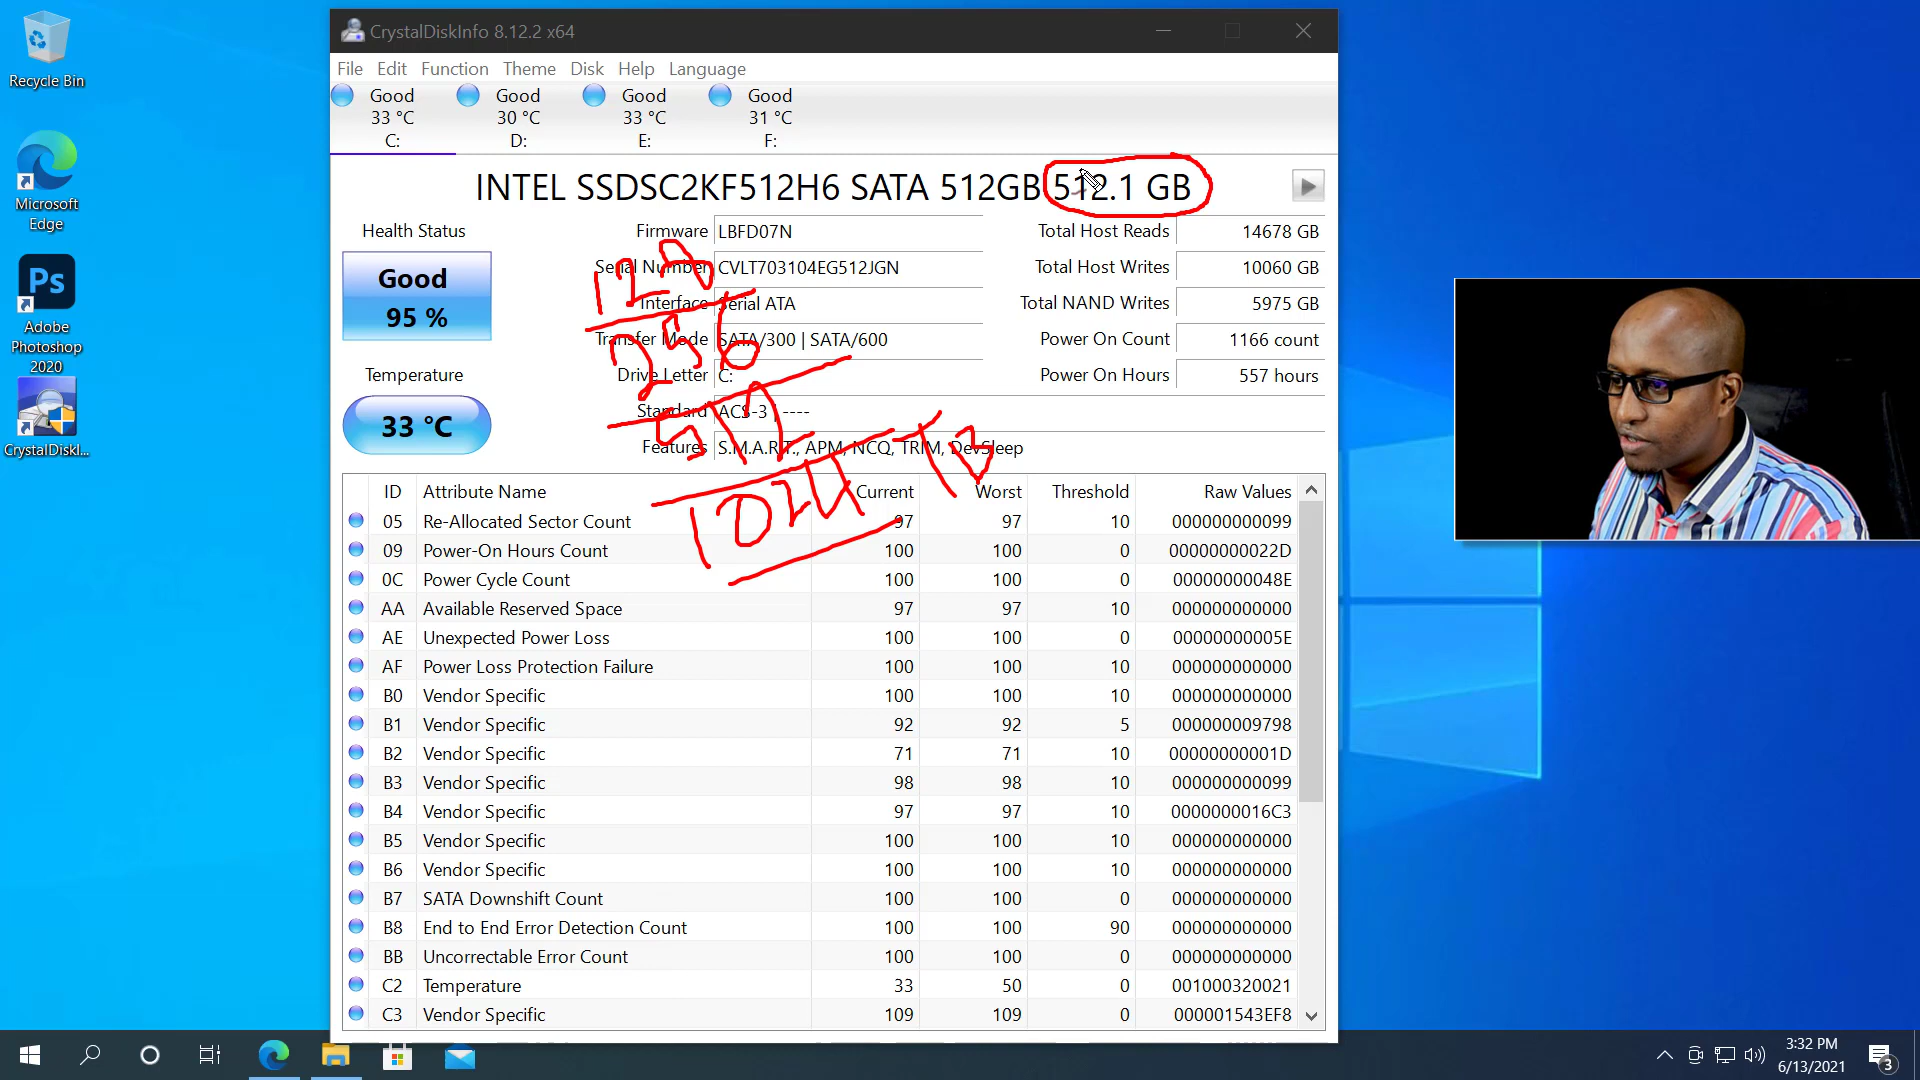 Recycle Bin
Microsoft
Edge
Ps
Adobe
Photoshop
2020
CrystalDiskI...
CrystalDiskInfo 8.12.2 x64
File Edit Function Theme Disk Help Language
Good Good Good Good
33 °C 30 °C 33 °C 31 °C
C: D: E: F:
INTEL SSDSC2KF512H6 SATA 512GB 512.1 GB
Health Status
Good
95 %
Temperature
33 °C
Firmware LBFD07N
Serial Number CVLT703104EG512JGN
Interface Serial ATA
Transfer Mode SATA/300 | SATA/600
Drive Letter C:
Standard ACS-3 | ----
Features S.M.A.R.T., APM, NCQ, TRIM, DevSleep
Total Host Reads 14678 GB
Total Host Writes 10060 GB
Total NAND Writes 5975 GB
Power On Count 1166 count
Power On Hours 557 hours
128
256
512
1024 TB
ID Attribute Name Current Worst Threshold Raw Values
05 Re-Allocated Sector Count 97 97 10 000000000099
09 Power-On Hours Count 100 100 0 00000000022D
0C Power Cycle Count 100 100 0 00000000048E
AA Available Reserved Space 97 97 10 000000000000
AE Unexpected Power Loss 100 100 0 00000000005E
AF Power Loss Protection Failure 100 100 10 000000000000
B0 Vendor Specific 100 100 10 000000000000
B1 Vendor Specific 92 92 5 000000009798
B2 Vendor Specific 71 71 10 00000000001D
B3 Vendor Specific 98 98 10 000000000099
B4 Vendor Specific 97 97 10 0000000016C3
B5 Vendor Specific 100 100 10 000000000000
B6 Vendor Specific 100 100 10 000000000000
B7 SATA Downshift Count 100 100 0 000000000000
B8 End to End Error Detection Count 100 100 90 000000000000
BB Uncorrectable Error Count 100 100 0 000000000000
C2 Temperature 33 50 0 001000320021
C3 Vendor Specific 109 109 0 000001543EF8
3:32 PM
6/13/2021
3